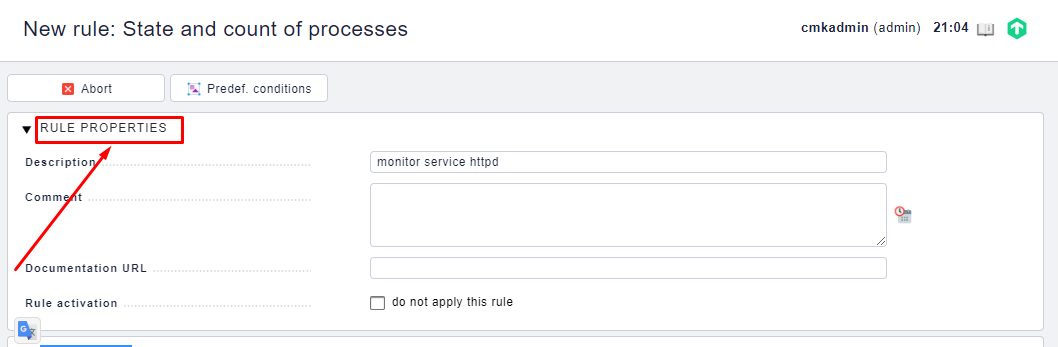 New rule: State and count of processes
cmkadmin (admin) 21:04
Abort
Predef. conditions
RULE PROPERTIES
Description
monitor service httpd
Comment
Documentation URL
Rule activation
do not apply this rule
G